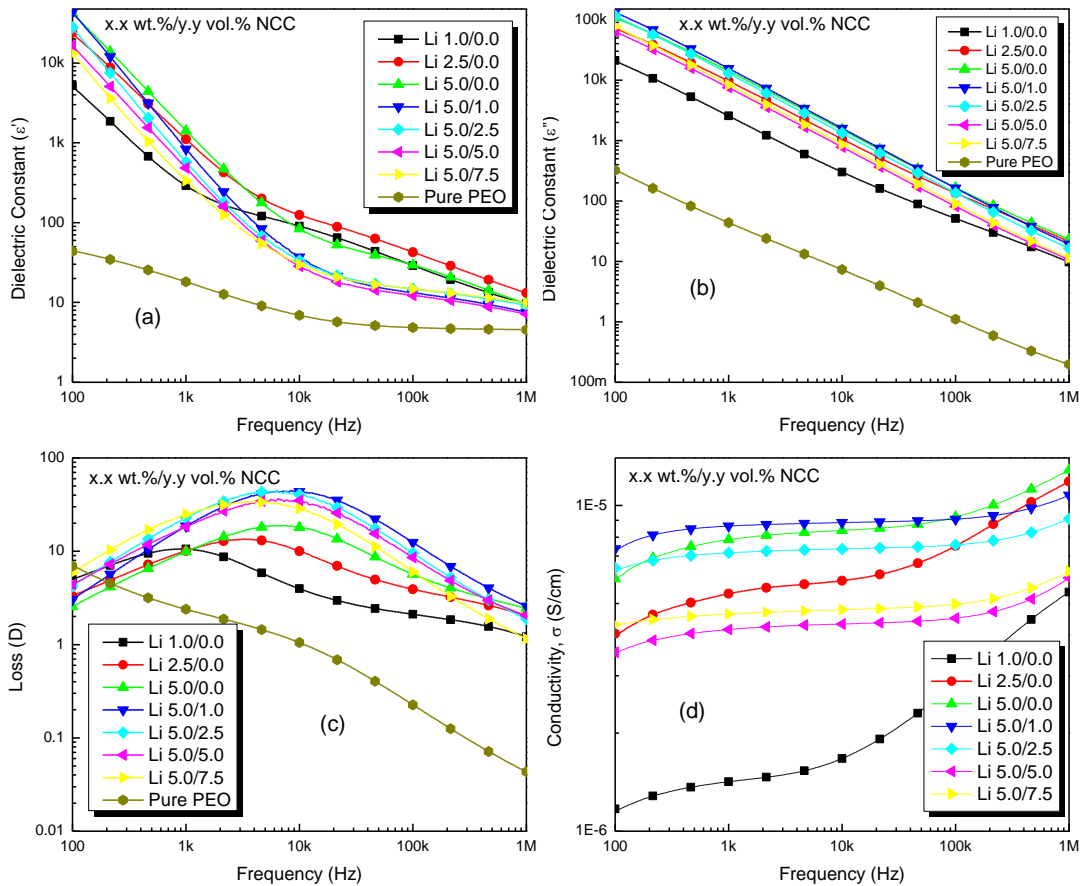 x.x wt.%/y.y vol.% NCC
Li 1.0/0.0
Li 2.5/0.0
Li 5.0/0.0
Li 5.0/1.0
Li 5.0/2.5
Li 5.0/5.0
Li 5.0/7.5
Pure PEO
10k
1k
100
10
1
Dielectric Constant (ε')
(a)
100
1k
10k
100k
1M
Frequency (Hz)
x.x wt.%/y.y vol.% NCC
Li 1.0/0.0
Li 2.5/0.0
Li 5.0/0.0
Li 5.0/1.0
Li 5.0/2.5
Li 5.0/5.0
Li 5.0/7.5
Pure PEO
100k
10k
1k
100
10
1
100m
Dielectric Constant (ε'')
(b)
100
1k
10k
100k
1M
Frequency (Hz)
x.x wt.%/y.y vol.% NCC
100
10
1
0.1
0.01
Loss (D)
Li 1.0/0.0
Li 2.5/0.0
Li 5.0/0.0
Li 5.0/1.0
Li 5.0/2.5
Li 5.0/5.0
Li 5.0/7.5
Pure PEO
(c)
100
1k
10k
100k
1M
Frequency (Hz)
x.x wt.%/y.y vol.% NCC
1E-5
1E-6
Conductivity, σ (S/cm)
(d)
Li 1.0/0.0
Li 2.5/0.0
Li 5.0/0.0
Li 5.0/1.0
Li 5.0/2.5
Li 5.0/5.0
Li 5.0/7.5
100
1k
10k
100k
1M
Frequency (Hz)